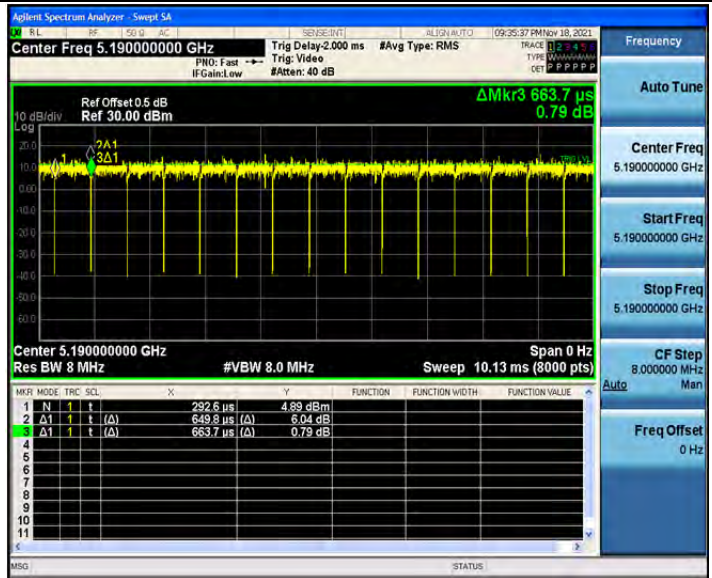 Agilent Spectrum Analyzer - Swept SA
RL RF 50 Ω AC SENSE:INT ALIGN AUTO 09:35:37 PM Nov 18, 2021
Center Freq 5.190000000 GHz Trig Delay-2.000 ms #Avg Type: RMS TRACE 1 2 3 4 5 6
PNO: Fast Trig: Video TYPE WWWWWW
IFGain:Low #Atten: 40 dB DET P P P P P P
Ref Offset 0.5 dB ΔMkr3 663.7 µs
10 dB/div Ref 30.00 dBm 0.79 dB
Log
20.0
10.0
0.00
-10.0
-20.0
-30.0
-40.0
-50.0
-60.0
1 2Δ1
3Δ1
TRIG LVL
Center 5.190000000 GHz Span 0 Hz
Res BW 8 MHz #VBW 8.0 MHz Sweep 10.13 ms (8000 pts)
MKR MODE TRC SCL X Y FUNCTION FUNCTION WIDTH FUNCTION VALUE
1 N 1 t 292.6 µs 4.89 dBm
2 Δ1 1 t (Δ) 649.8 µs (Δ) 6.04 dB
3 Δ1 1 t (Δ) 663.7 µs (Δ) 0.79 dB
4
5
6
7
8
9
10
11
MSG STATUS
Frequency
Auto Tune
Center Freq
5.190000000 GHz
Start Freq
5.190000000 GHz
Stop Freq
5.190000000 GHz
CF Step
8.000000 MHz
Auto Man
Freq Offset
0 Hz